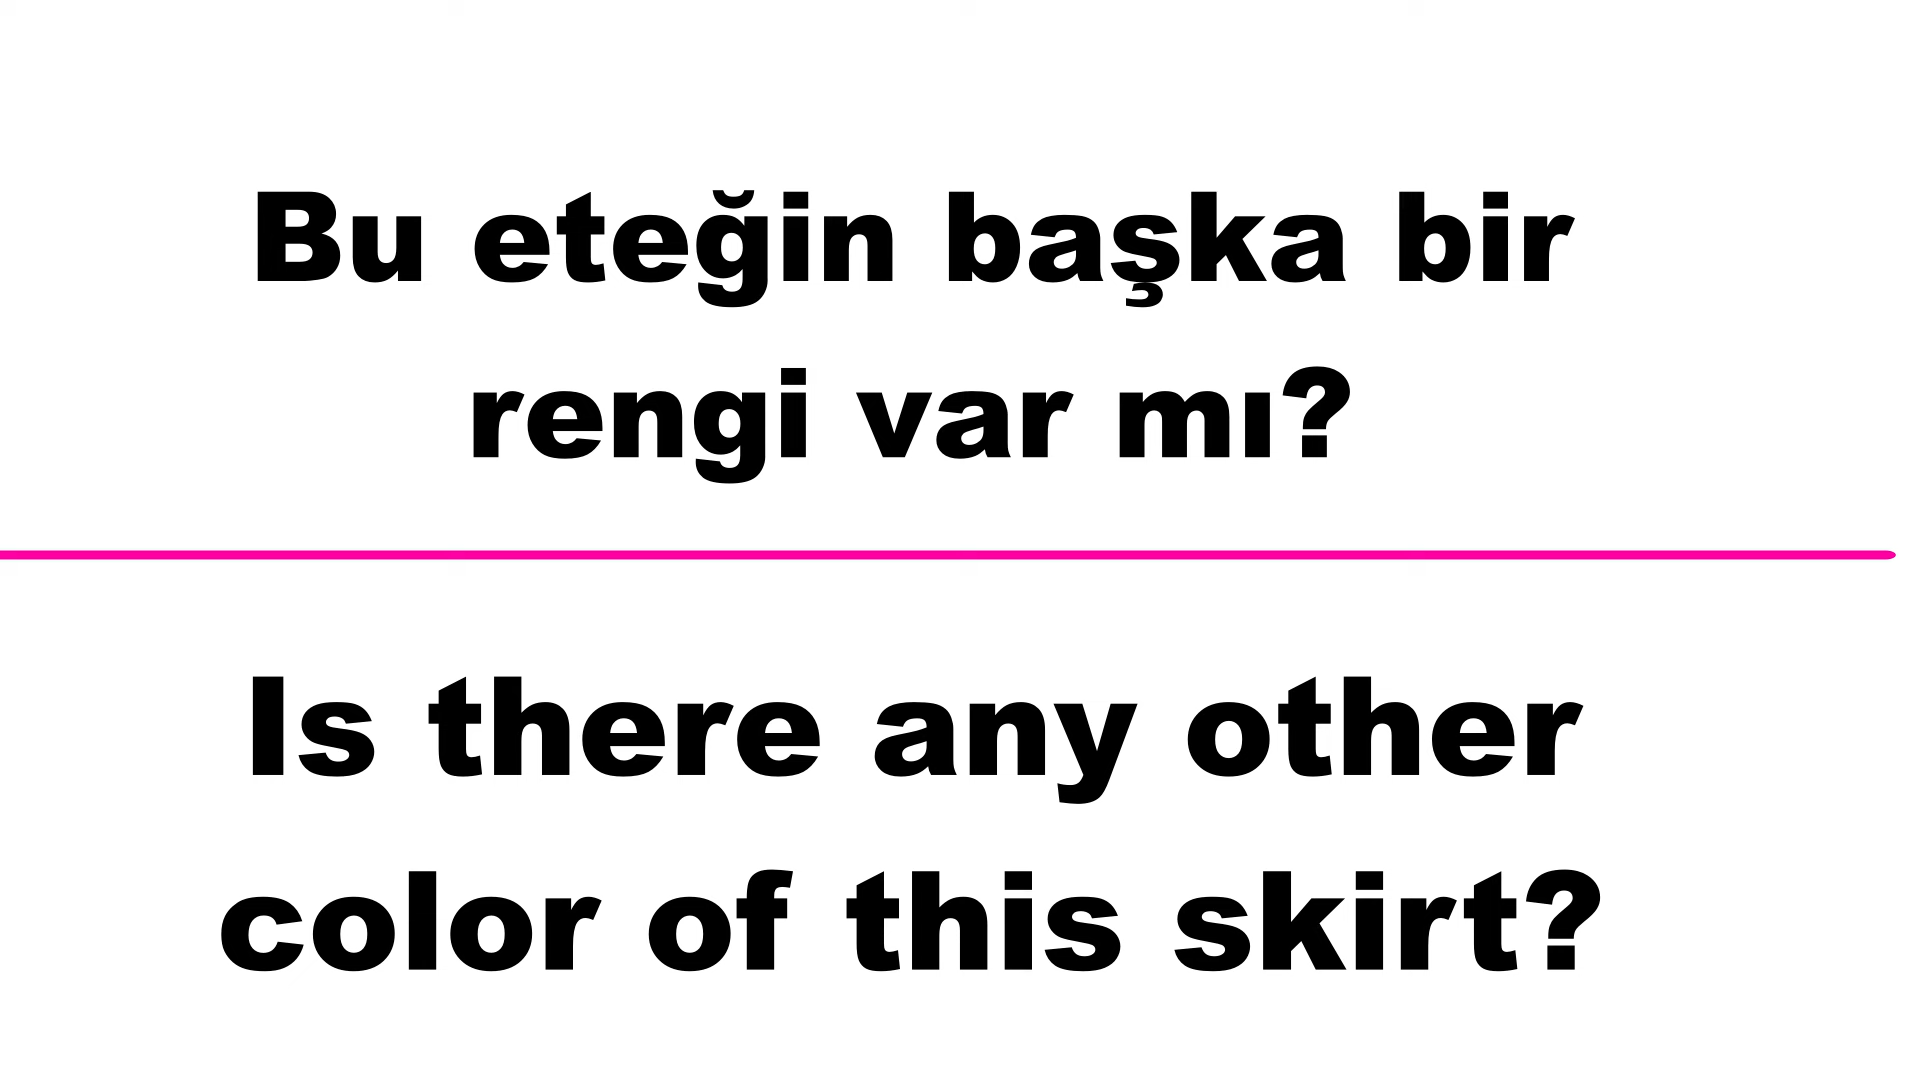 Bu eteğin başka bir
rengi var mı?
Is there any other
color of this skirt?